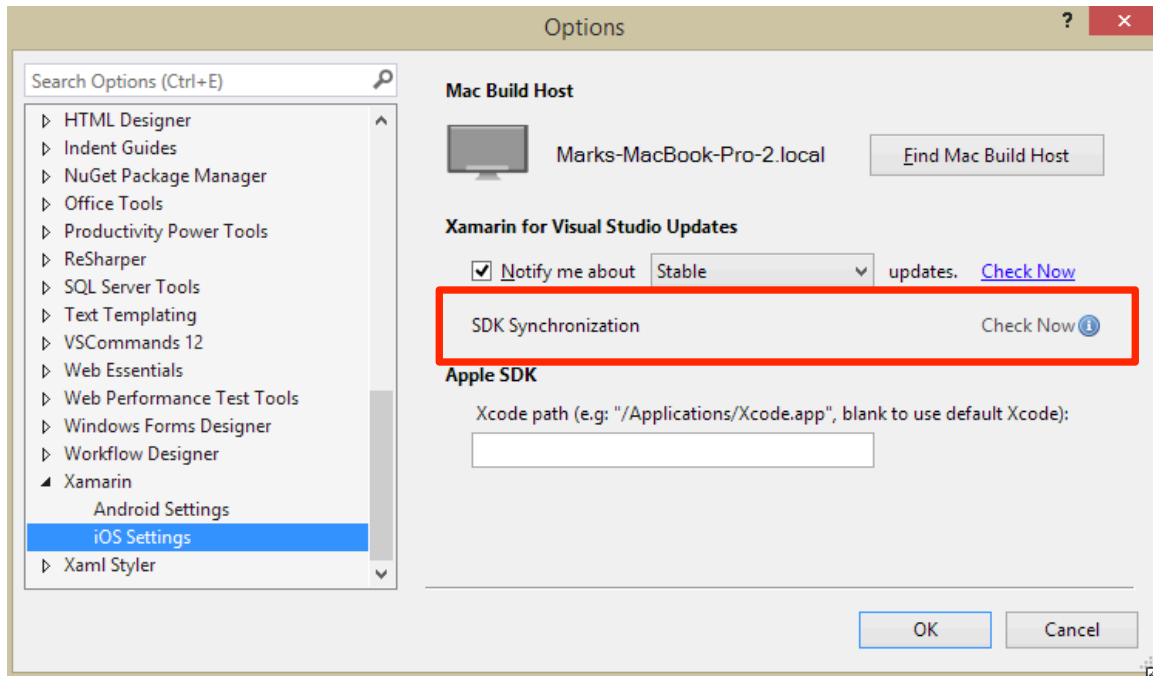 Options
?
Search Options (Ctrl+E)
HTML Designer
Indent Guides
NuGet Package Manager
Office Tools
Productivity Power Tools
ReSharper
SQL Server Tools
Text Templating
VSCommands 12
Web Essentials
Web Performance Test Tools
Windows Forms Designer
Workflow Designer
Xamarin
Android Settings
iOS Settings
Xaml Styler
Mac Build Host
Marks-MacBook-Pro-2.local
Find Mac Build Host
Xamarin for Visual Studio Updates
Notify me about Stable updates. Check Now
SDK Synchronization Check Now
Apple SDK
Xcode path (e.g: "/Applications/Xcode.app", blank to use default Xcode):
OK Cancel